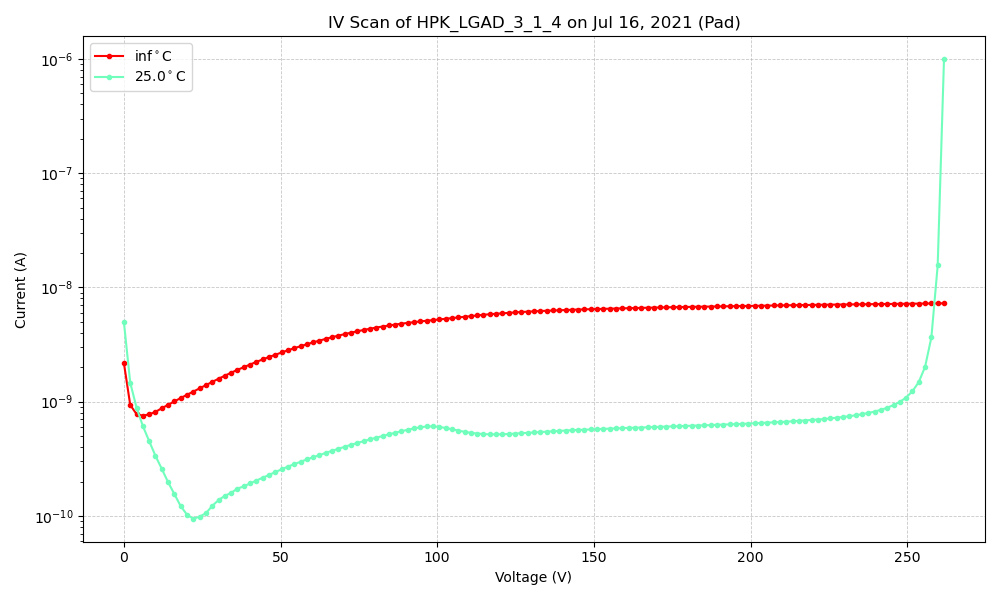 IV Scan of HPK_LGAD_3_1_4 on Jul 16, 2021 (Pad)
inf°C
25.0°C
Current (A)
10⁻⁶
10⁻⁷
10⁻⁸
10⁻⁹
10⁻¹⁰
0 50 100 150 200 250
Voltage (V)